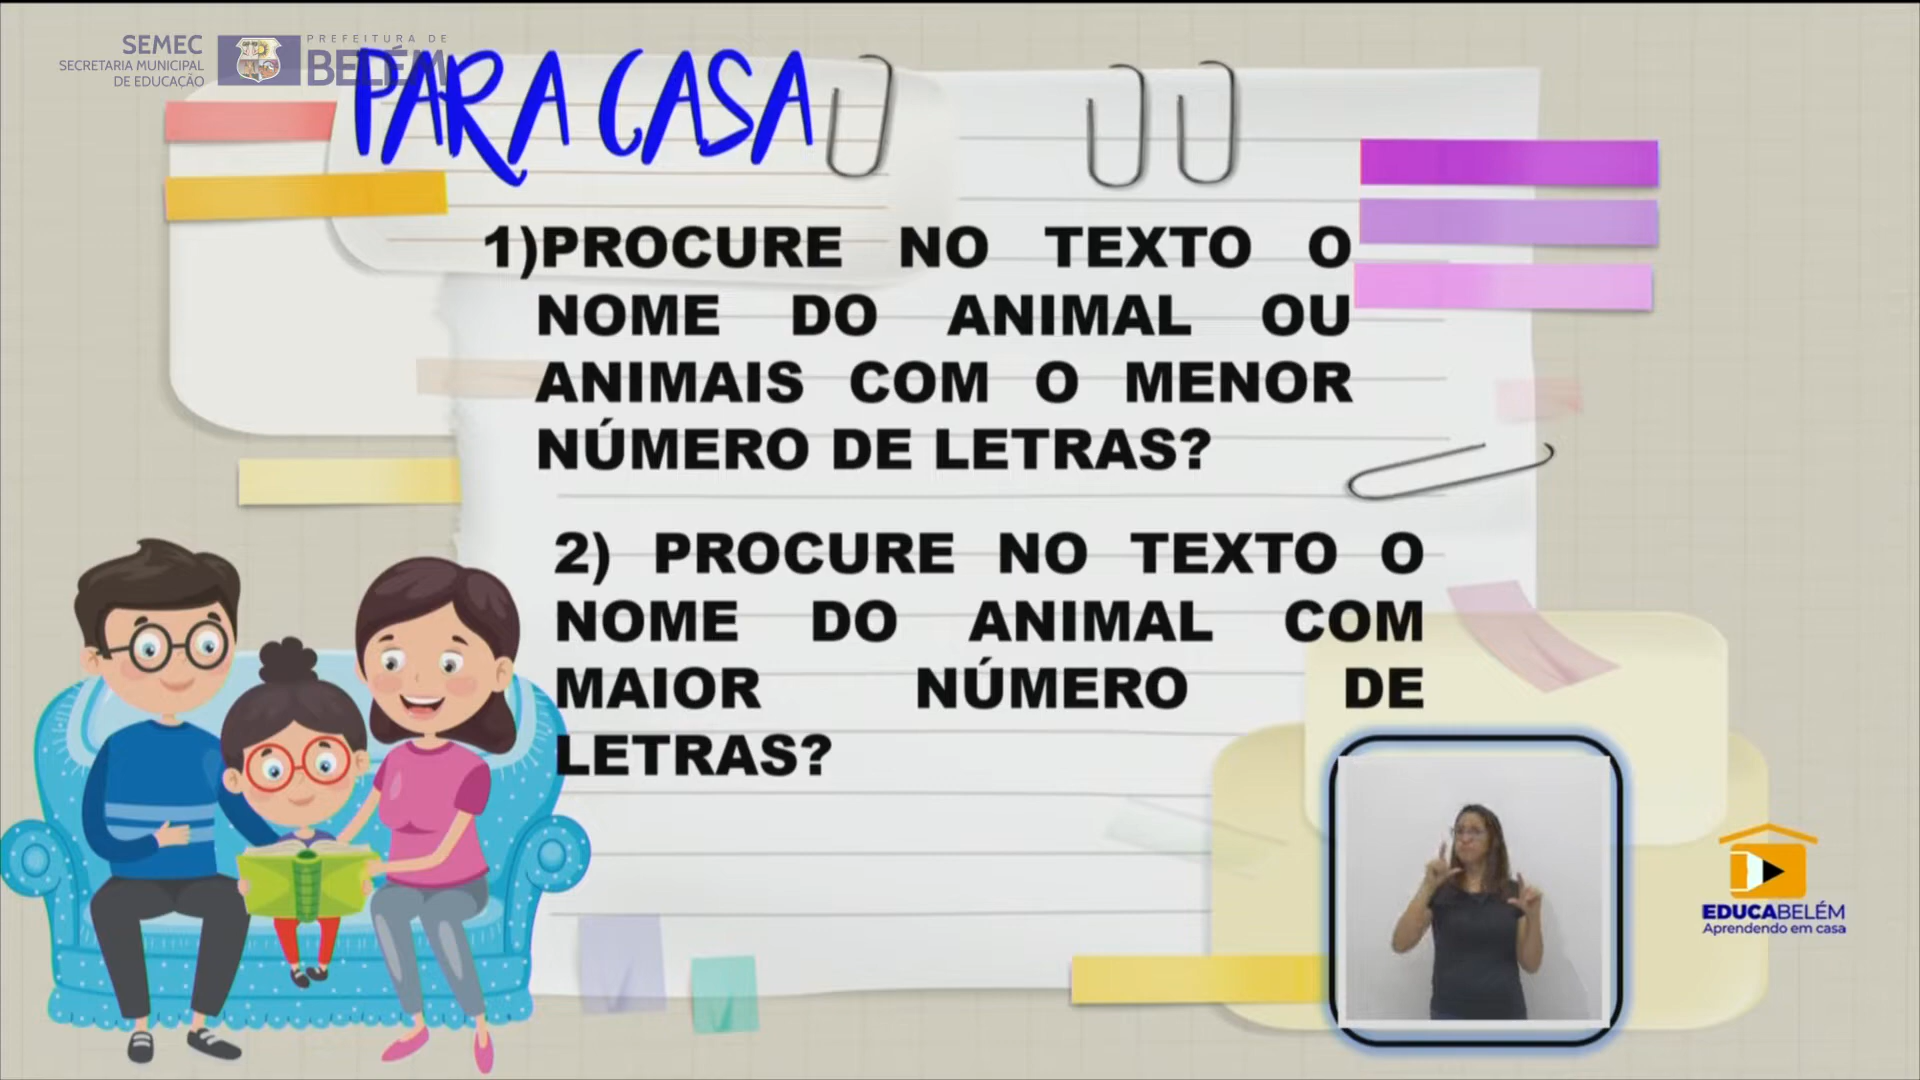 SEMEC
SECRETARIA MUNICIPAL
DE EDUCAÇÃO
PREFEITURA DE
BELÉM
PARA CASA
1)PROCURE NO TEXTO O
NOME DO ANIMAL OU
ANIMAIS COM O MENOR
NÚMERO DE LETRAS?
2) PROCURE NO TEXTO O
NOME DO ANIMAL COM
MAIOR NÚMERO DE
LETRAS?
EDUCABELÉM
Aprendendo em casa